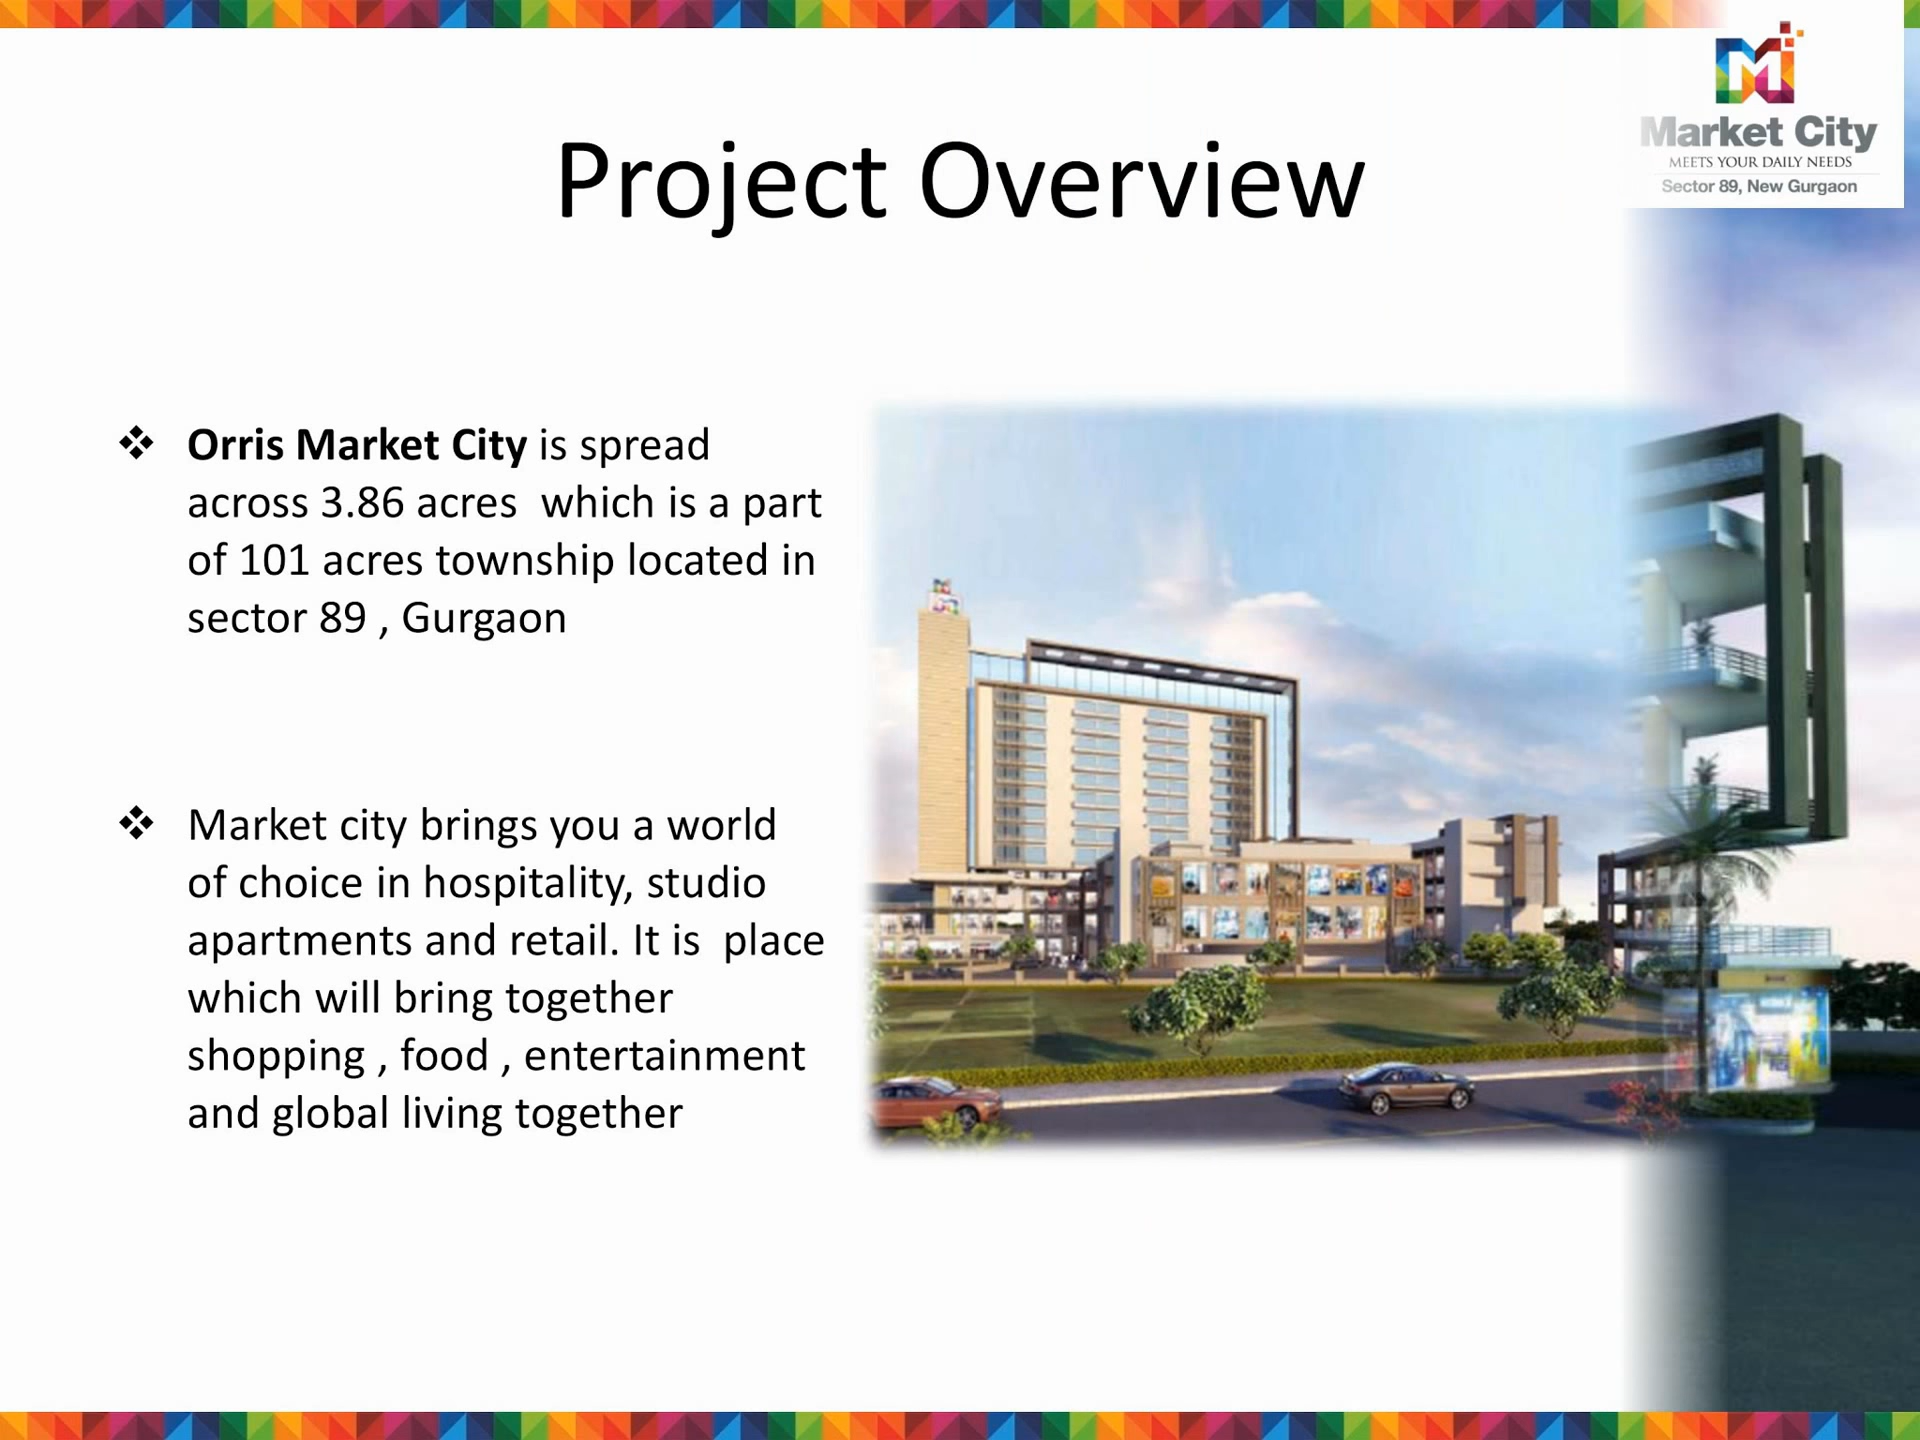 Market City
MEETS YOUR DAILY NEEDS
Sector 89, New Gurgaon
Project Overview
❖ Orris Market City is spread
across 3.86 acres  which is a part
of 101 acres township located in
sector 89 , Gurgaon
❖ Market city brings you a world
of choice in hospitality, studio
apartments and retail. It is  place
which will bring together
shopping , food , entertainment
and global living together